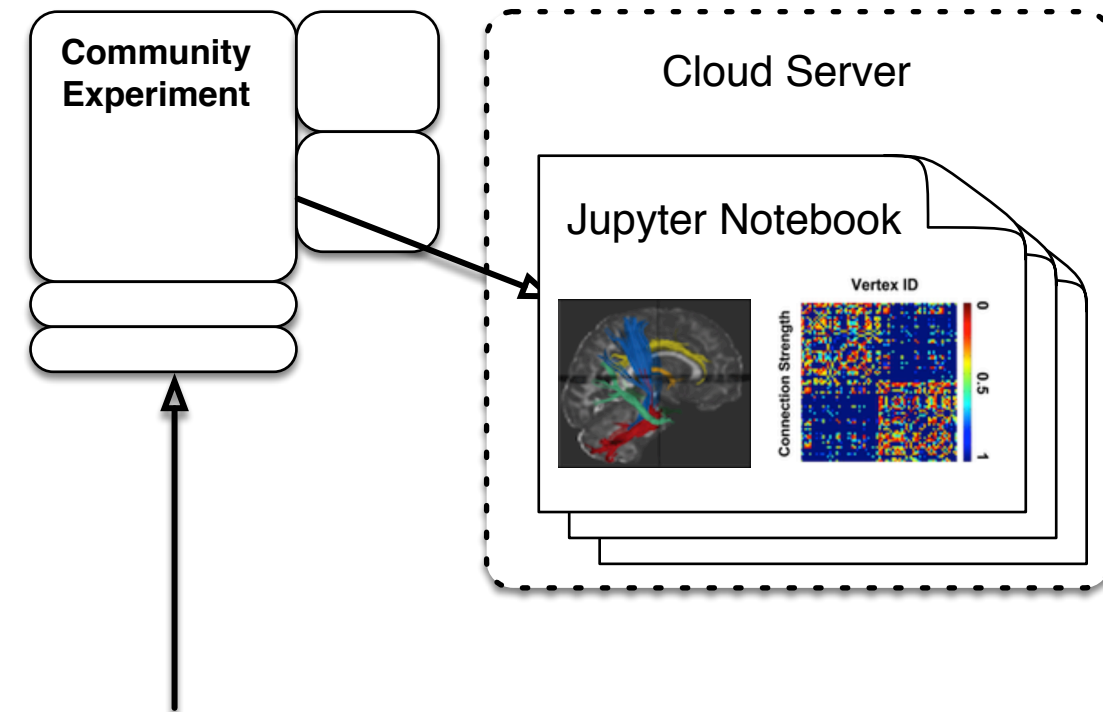 Community
Experiment
Cloud Server
Jupyter Notebook
Vertex ID
Connection Strength
0
0.5
1